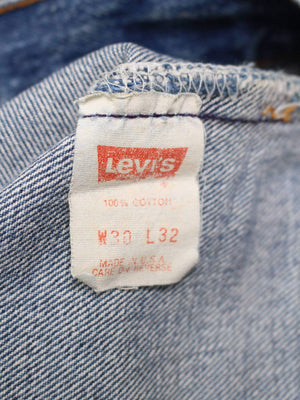 Levi's
100% COTTON
W30 L32
MADE IN U.S.A.
CARE ON REVERSE